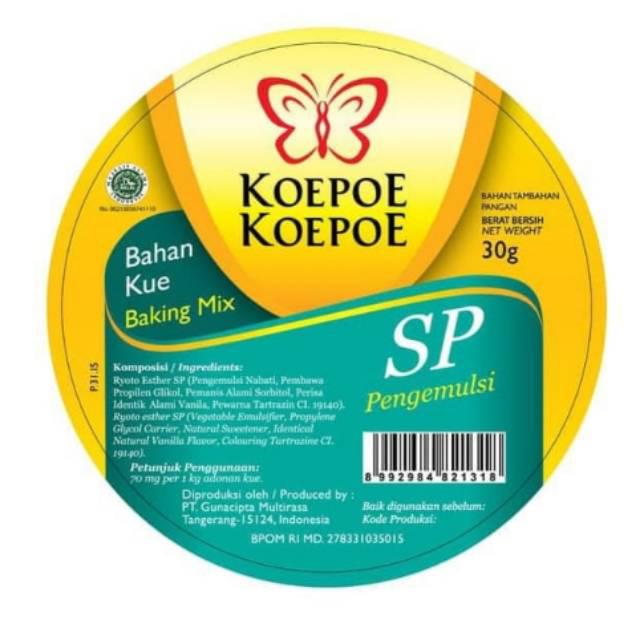 KOEPOE
KOEPOE
BAHAN TAMBAHAN
PANGAN
BERAT BERSIH
NET WEIGHT
30g
Bahan
Kue
Baking Mix
SP
Pengemulsi
P.31.15
Komposisi / Ingredients:
Ryoto Esther SP (Pengemulsi Nabati, Pembawa
Propilen Glikol, Pemanis Alami Sorbitol, Perisa
Identik Alami Vanila, Pewarna Tartrazin CI. 19140).
Ryoto esther SP (Vegetable Emulsifier, Propylene
Glycol Carrier, Natural Sweetener, Identical
Natural Vanilla Flavor, Colouring Tartrazine CI.
19140).
Petunjuk Penggunaan:
70 mg per 1 kg adonan kue.
Diproduksi oleh / Produced by :
PT. Gunacipta Multirasa
Tangerang-15124, Indonesia
8 992984 821318
Baik digunakan sebelum:
Kode Produksi:
BPOM RI MD. 278331035015